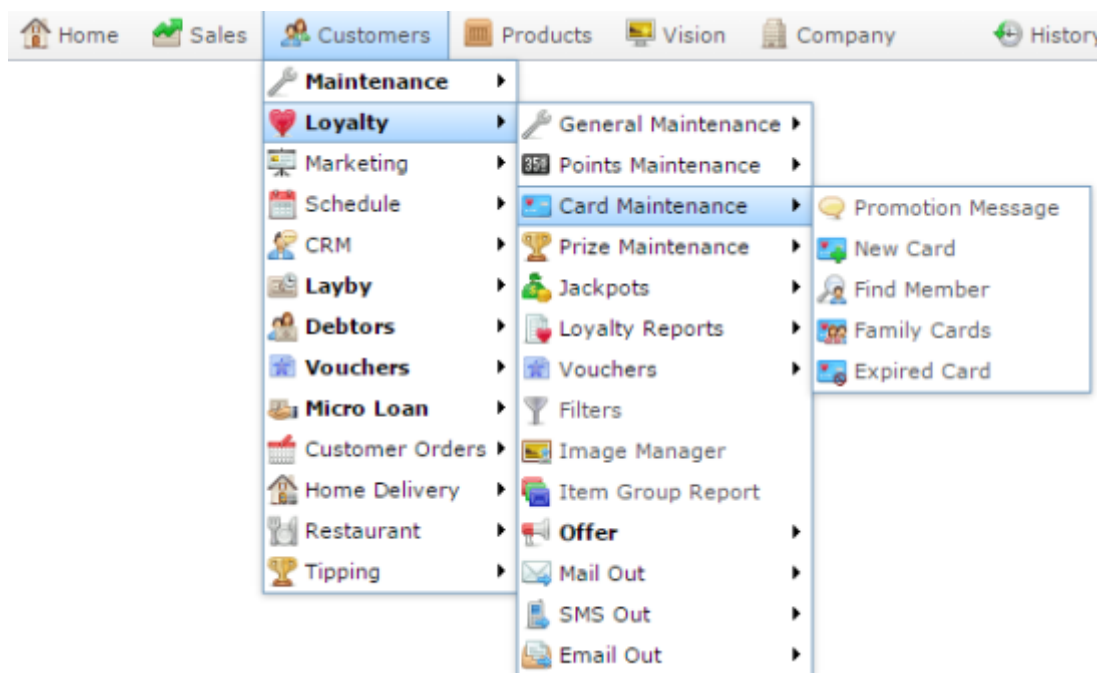 Home Sales Customers Products Vision Company History
Maintenance
Loyalty
Marketing
Schedule
CRM
Layby
Debtors
Vouchers
Micro Loan
Customer Orders
Home Delivery
Restaurant
Tipping
General Maintenance
Points Maintenance
Card Maintenance
Prize Maintenance
Jackpots
Loyalty Reports
Vouchers
Filters
Image Manager
Item Group Report
Offer
Mail Out
SMS Out
Email Out
Promotion Message
New Card
Find Member
Family Cards
Expired Card